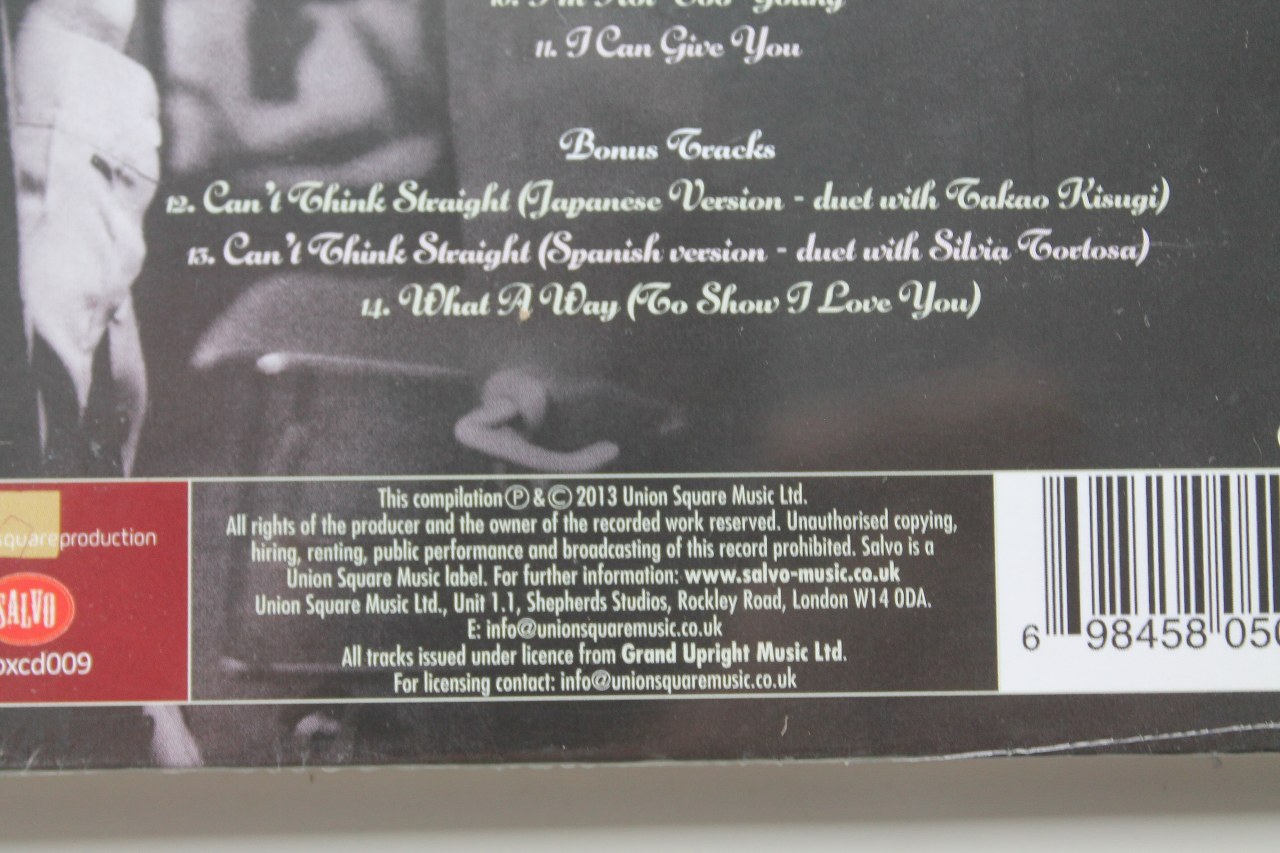 10. I'm Not Too Young
11. I Can Give You
Bonus Tracks
12. Can't Think Straight (Japanese Version - duet with Takao Kisugi)
13. Can't Think Straight (Spanish version - duet with Silvia Tortosa)
14. What A Way (To Show I Love You)
squareproduction
SALVO
oxcd009
This compilation Ⓟ & © 2013 Union Square Music Ltd.
All rights of the producer and the owner of the recorded work reserved. Unauthorised copying,
hiring, renting, public performance and broadcasting of this record prohibited. Salvo is a
Union Square Music label. For further information: www.salvo-music.co.uk
Union Square Music Ltd., Unit 1.1, Shepherds Studios, Rockley Road, London W14 0DA.
E: info@unionsquaremusic.co.uk
All tracks issued under licence from Grand Upright Music Ltd.
For licensing contact: info@unionsquaremusic.co.uk
6 98458 050